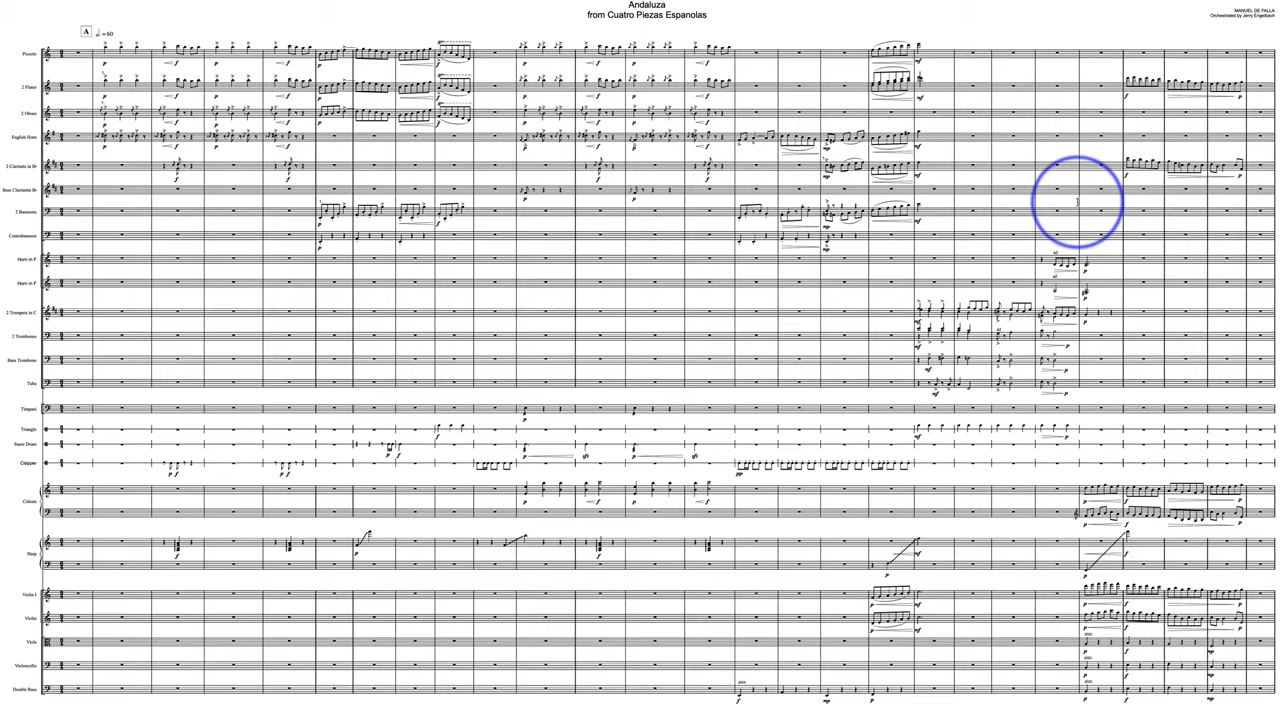 Andaluza
from Cuatro Piezas Espanolas
MANUEL DE FALLA
Orchestrated by Jerry Engelbach
A
= 60
Piccolo
2 Flutes
2 Oboes
English Horn
2 Clarinets in B♭
Bass Clarinet in B♭
2 Bassoons
Contrabassoon
Horn in F
Horn in F
2 Trumpets in C
2 Trombones
Bass Trombone
Tuba
Timpani
Triangle
Snare Drum
Clapper
Celesta
Harp
Violin I
Violin
Viola
Violoncello
Double Bass